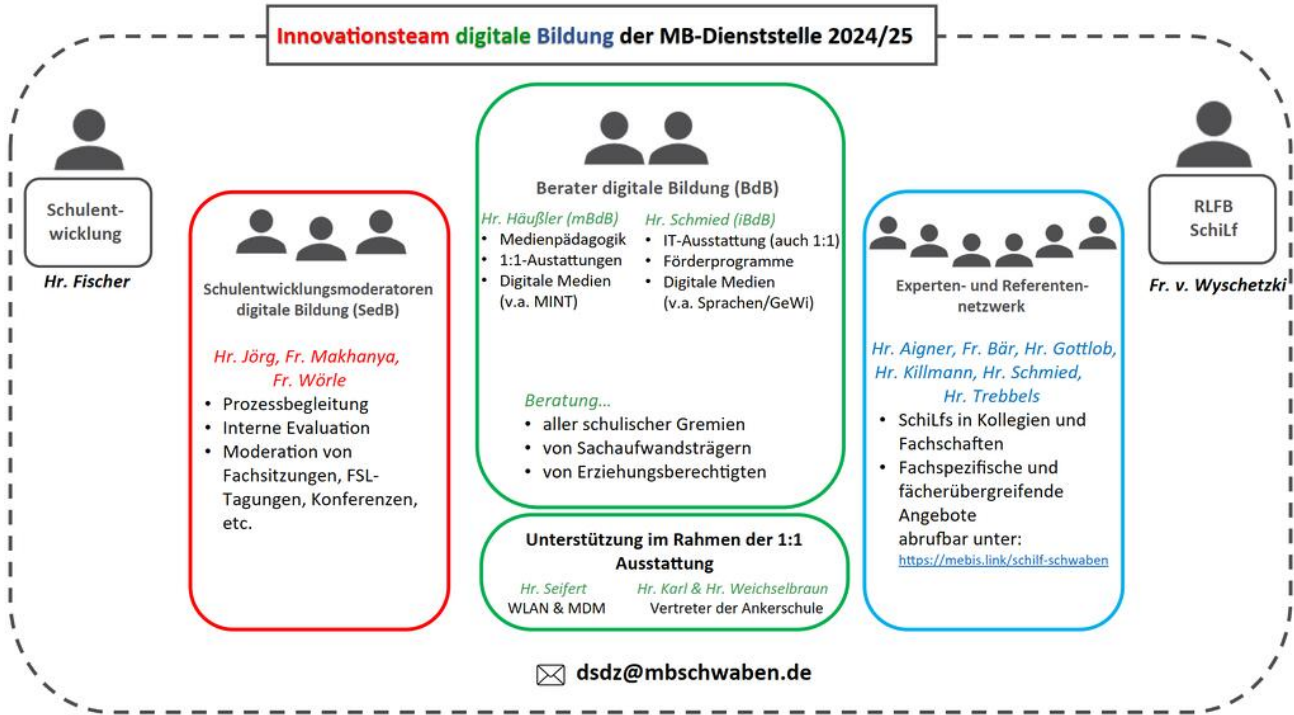 Innovationsteam digitale Bildung der MB-Dienststelle 2024/25
Schulent-
wicklung
Hr. Fischer
Schulentwicklungsmoderatoren
digitale Bildung (SedB)
Hr. Jörg, Fr. Makhanya,
Fr. Wörle
• Prozessbegleitung
• Interne Evaluation
• Moderation von
Fachsitzungen, FSL-
Tagungen, Konferenzen,
etc.
Berater digitale Bildung (BdB)
Hr. Häußler (mBdB)
• Medienpädagogik
• 1:1-Austattungen
• Digitale Medien
(v.a. MINT)
Hr. Schmied (iBdB)
• IT-Ausstattung (auch 1:1)
• Förderprogramme
• Digitale Medien
(v.a. Sprachen/GeWi)
Beratung...
• aller schulischer Gremien
• von Sachaufwandsträgern
• von Erziehungsberechtigten
Unterstützung im Rahmen der 1:1
Ausstattung
Hr. Seifert
WLAN & MDM
Hr. Karl & Hr. Weichselbraun
Vertreter der Ankerschule
Experten- und Referenten-
netzwerk
Hr. Aigner, Fr. Bär, Hr. Gottlob,
Hr. Killmann, Hr. Schmied,
Hr. Trebbels
• SchiLfs in Kollegien und
Fachschaften
• Fachspezifische und
fächerübergreifende
Angebote
abrufbar unter:
https://mebis.link/schilf-schwaben
RLFB
SchiLf
Fr. v. Wyschetzki
dsdz@mbschwaben.de